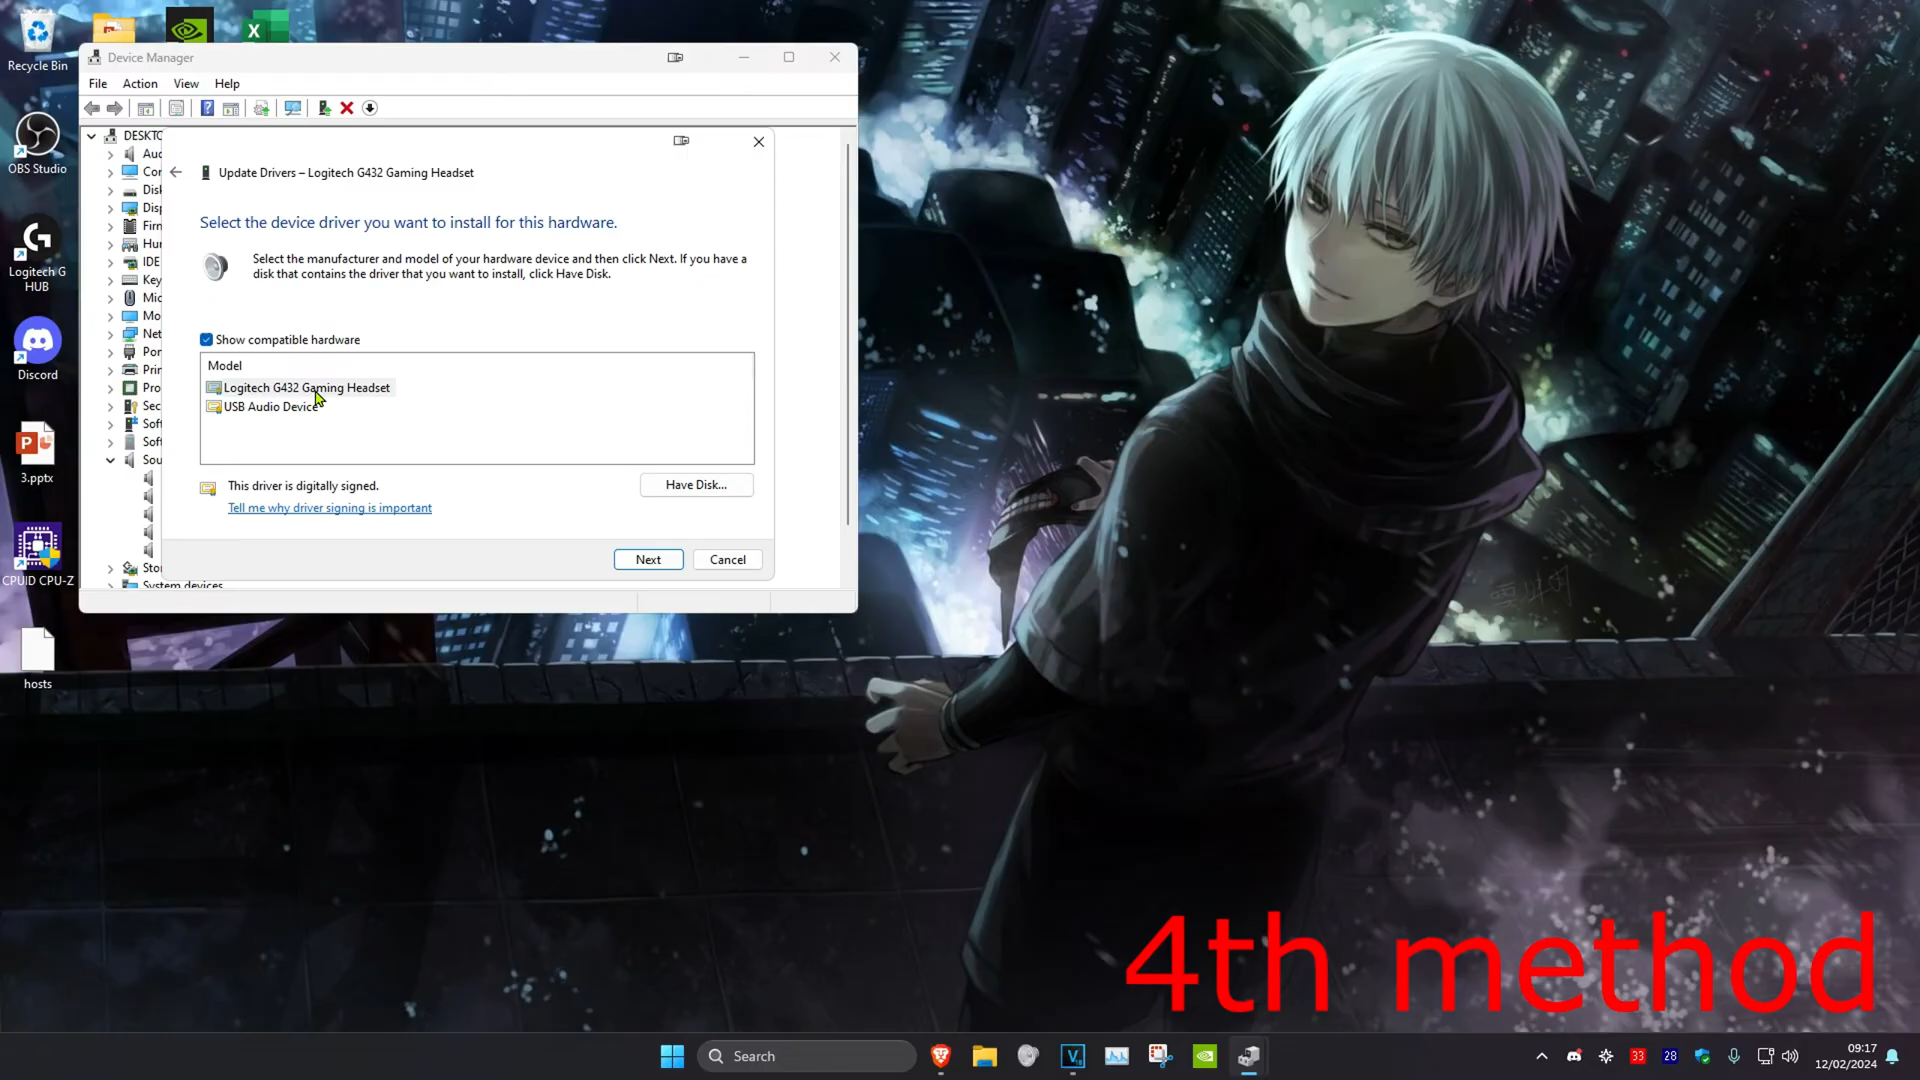 Recycle Bin
OBS Studio
Logitech G
HUB
Discord
3.pptx
CPUID CPU-Z
hosts
Device Manager
File Action View Help
DESKTO
Auc
Cor
Disk
Disp
Firn
Hur
IDE
Key
Mic
Mo
Net
Por
Prin
Pro
Sec
Soft
Soft
Sou
Stor
System devices
Update Drivers – Logitech G432 Gaming Headset
Select the device driver you want to install for this hardware.
Select the manufacturer and model of your hardware device and then click Next. If you have a
disk that contains the driver that you want to install, click Have Disk.
Show compatible hardware
Model
Logitech G432 Gaming Headset
USB Audio Device
This driver is digitally signed.
Have Disk...
Tell me why driver signing is important
Next
Cancel
4th method
Search
33
28
09:17
12/02/2024